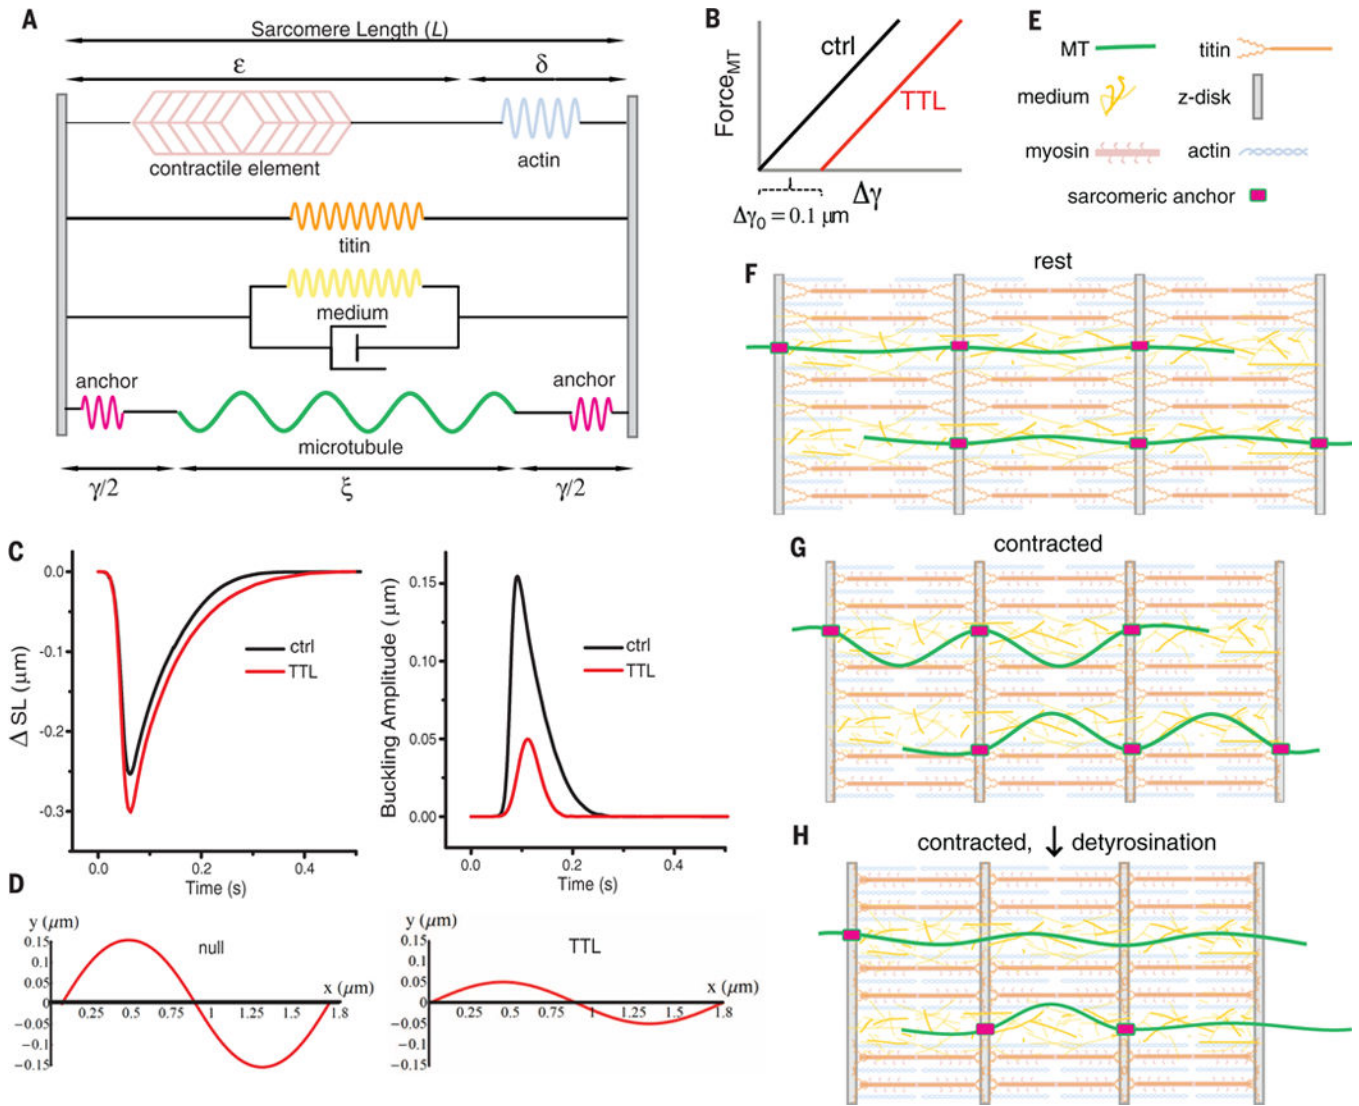 A
Sarcomere Length (L)
ε
δ
contractile element
actin
titin
medium
anchor
anchor
microtubule
γ/2
ξ
γ/2
B
Force_MT
ctrl
TTL
Δγ
Δγ₀ = 0.1 μm
E
MT
titin
medium
z-disk
myosin
actin
sarcomeric anchor
F
rest
C
Δ SL (μm)
0.0
-0.1
-0.2
-0.3
ctrl
TTL
0.0
0.2
0.4
Time (s)
Buckling Amplitude (μm)
0.15
0.10
0.05
0.00
ctrl
TTL
0.0
0.2
0.4
Time (s)
G
contracted
D
y (μm)
null
0.15
0.1
0.05
0
−0.05
−0.1
−0.15
x (μm)
0.25
0.5
0.75
1
1.25
1.5
1.8
y (μm)
TTL
0.15
0.1
0.05
0
−0.05
−0.1
−0.15
x (μm)
0.25
0.5
0.75
1
1.25
1.5
1.8
H
contracted, ↓ detyrosination